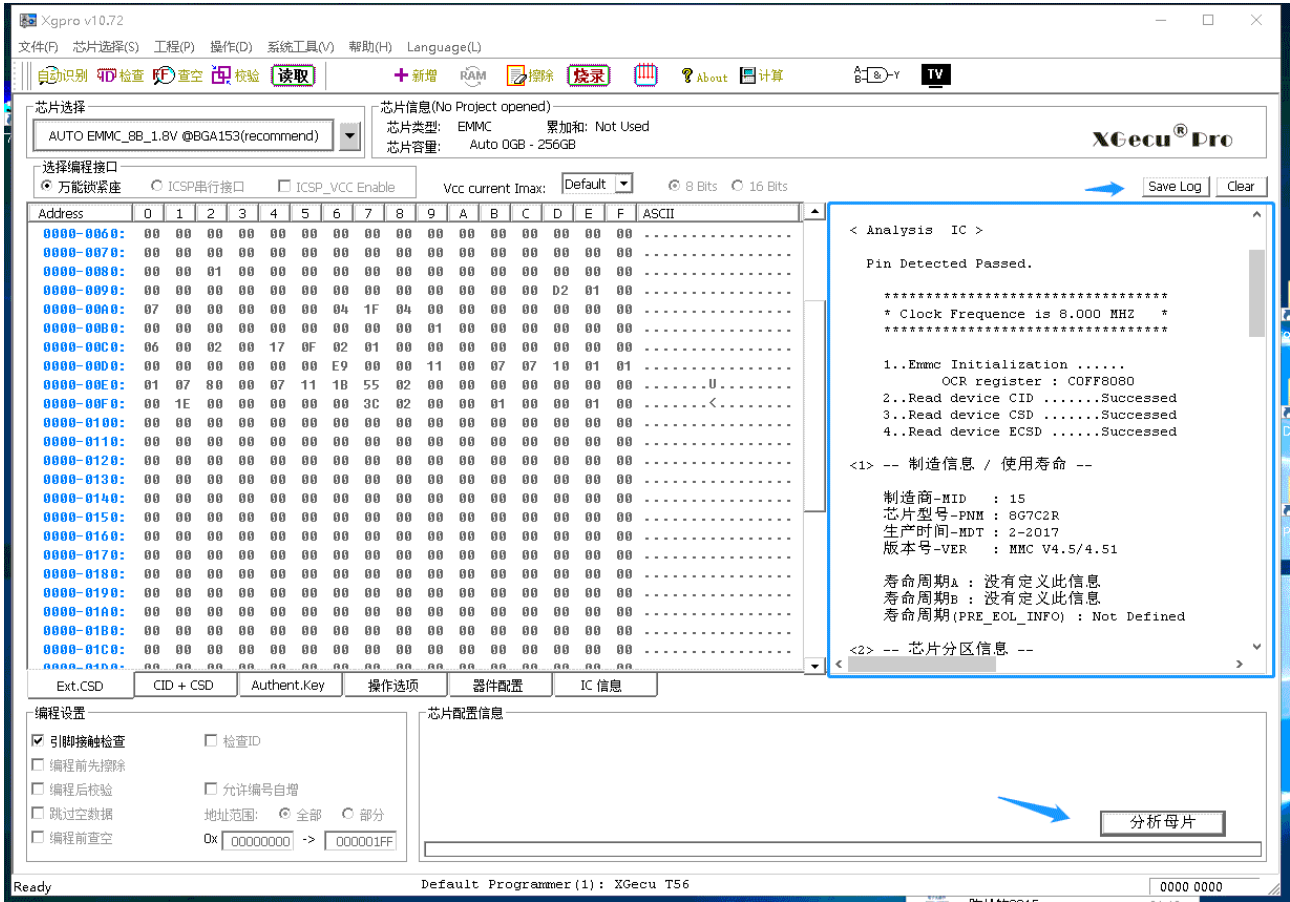 Xgpro v10.72
文件(F) 芯片选择(S) 工程(P) 操作(D) 系统工具(V) 帮助(H) Language(L)
自动识别 检查 查空 校验 读取 新增 RAM 擦除 烧录 About 计算 TV
芯片选择
AUTO EMMC_8B_1.8V @BGA153(recommend)
芯片信息(No Project opened)
芯片类型: EMMC 累加和: Not Used
芯片容量: Auto 0GB - 256GB
XGecu® Pro
选择编程接口
万能锁紧座 ICSP串行接口 ICSP_VCC Enable Vcc current Imax: Default 8 Bits 16 Bits Save Log Clear
Address 0 1 2 3 4 5 6 7 8 9 A B C D E F ASCII
0000-0060: 00 00 00 00 00 00 00 00 00 00 00 00 00 00 00 00 ................
0000-0070: 00 00 00 00 00 00 00 00 00 00 00 00 00 00 00 00 ................
0000-0080: 00 00 01 00 00 00 00 00 00 00 00 00 00 00 00 00 ................
0000-0090: 00 00 00 00 00 00 00 00 00 00 00 00 00 D2 01 00 ................
0000-00A0: 07 00 00 00 00 00 04 1F 04 00 00 00 00 00 00 00 ................
0000-00B0: 00 00 00 00 00 00 00 00 00 01 00 00 00 00 00 00 ................
0000-00C0: 06 00 02 00 17 0F 02 01 00 00 00 00 00 00 00 00 ................
0000-00D0: 00 00 00 00 00 00 E9 00 00 11 00 07 07 10 01 01 ................
0000-00E0: 01 07 80 00 07 11 1B 55 02 00 00 00 00 00 00 00 .......U........
0000-00F0: 00 1E 00 00 00 00 00 3C 02 00 00 01 00 00 01 00 .......<........
0000-0100: 00 00 00 00 00 00 00 00 00 00 00 00 00 00 00 00 ................
0000-0110: 00 00 00 00 00 00 00 00 00 00 00 00 00 00 00 00 ................
0000-0120: 00 00 00 00 00 00 00 00 00 00 00 00 00 00 00 00 ................
0000-0130: 00 00 00 00 00 00 00 00 00 00 00 00 00 00 00 00 ................
0000-0140: 00 00 00 00 00 00 00 00 00 00 00 00 00 00 00 00 ................
0000-0150: 00 00 00 00 00 00 00 00 00 00 00 00 00 00 00 00 ................
0000-0160: 00 00 00 00 00 00 00 00 00 00 00 00 00 00 00 00 ................
0000-0170: 00 00 00 00 00 00 00 00 00 00 00 00 00 00 00 00 ................
0000-0180: 00 00 00 00 00 00 00 00 00 00 00 00 00 00 00 00 ................
0000-0190: 00 00 00 00 00 00 00 00 00 00 00 00 00 00 00 00 ................
0000-01A0: 00 00 00 00 00 00 00 00 00 00 00 00 00 00 00 00 ................
0000-01B0: 00 00 00 00 00 00 00 00 00 00 00 00 00 00 00 00 ................
0000-01C0: 00 00 00 00 00 00 00 00 00 00 00 00 00 00 00 00 ................
0000-01D0: 00 00 00 00 00 00 00 00 00 00 00 00 00 00 00 00 ................
< Analysis IC >
Pin Detected Passed.
**********************************
* Clock Frequence is 8.000 MHZ *
**********************************
1..Emmc Initialization ......
OCR register : C0FF8080
2..Read device CID .......Successed
3..Read device CSD .......Successed
4..Read device ECSD ......Successed
<1> -- 制造信息 / 使用寿命 --
制造商-MID : 15
芯片型号-PNM : 8G7C2R
生产时间-MDT : 2-2017
版本号-VER : MMC V4.5/4.51
寿命周期A : 没有定义此信息
寿命周期B : 没有定义此信息
寿命周期(PRE_EOL_INFO) : Not Defined
<2> -- 芯片分区信息 --
Ext.CSD CID + CSD Authent.Key 操作选项 器件配置 IC 信息
编程设置
引脚接触检查 检查ID
编程前先擦除
编程后校验 允许编号自增
跳过空数据 地址范围: 全部 部分
编程前查空 0x 00000000 -> 000001FF
芯片配置信息
分析母片
Ready Default Programmer(1): XGecu T56 0000 0000